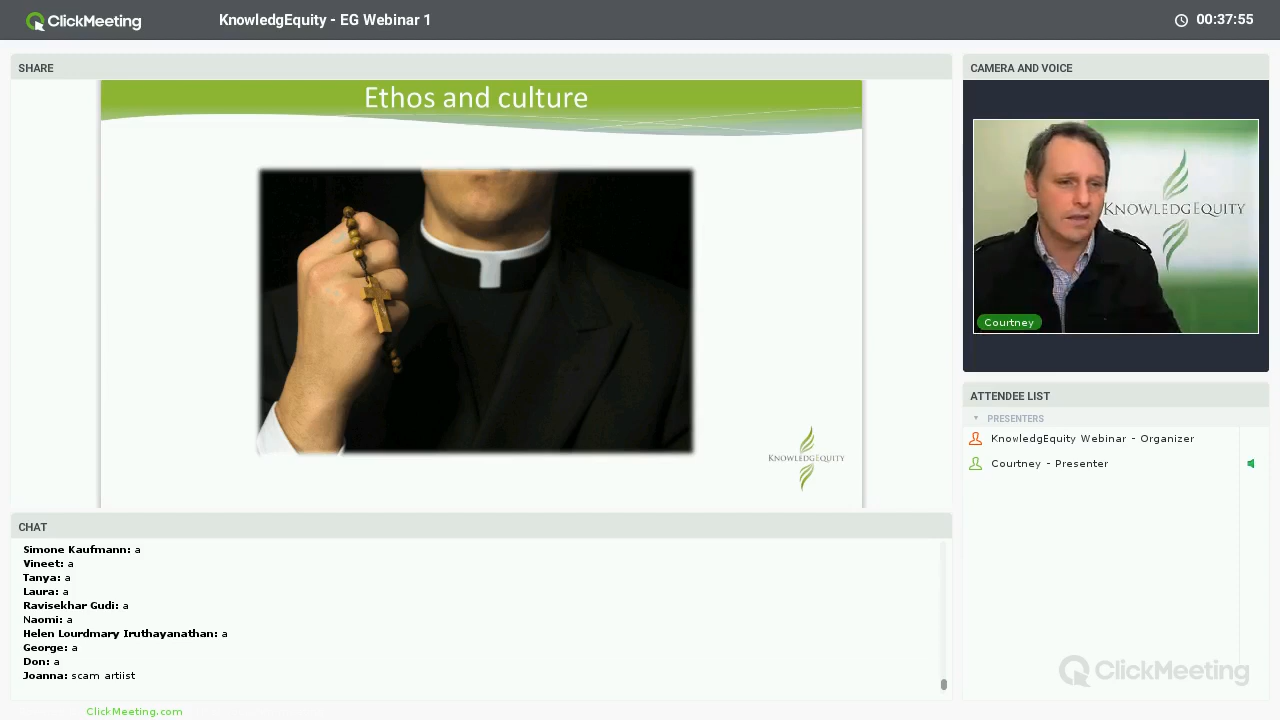 ClickMeeting
KnowledgEquity - EG Webinar 1
00:37:55
SHARE
Ethos and culture
KNOWLEDGEQUITY
CAMERA AND VOICE
KNOWLEDGEQUITY
Courtney
ATTENDEE LIST
PRESENTERS
KnowledgEquity Webinar - Organizer
Courtney - Presenter
CHAT
Simone Kaufmann: a
Vineet: a
Tanya: a
Laura: a
Ravisekhar Gudi: a
Naomi: a
Helen Lourdmary Iruthayanathan: a
George: a
Don: a
Joanna: scam artiist
ClickMeeting
ClickMeeting.com